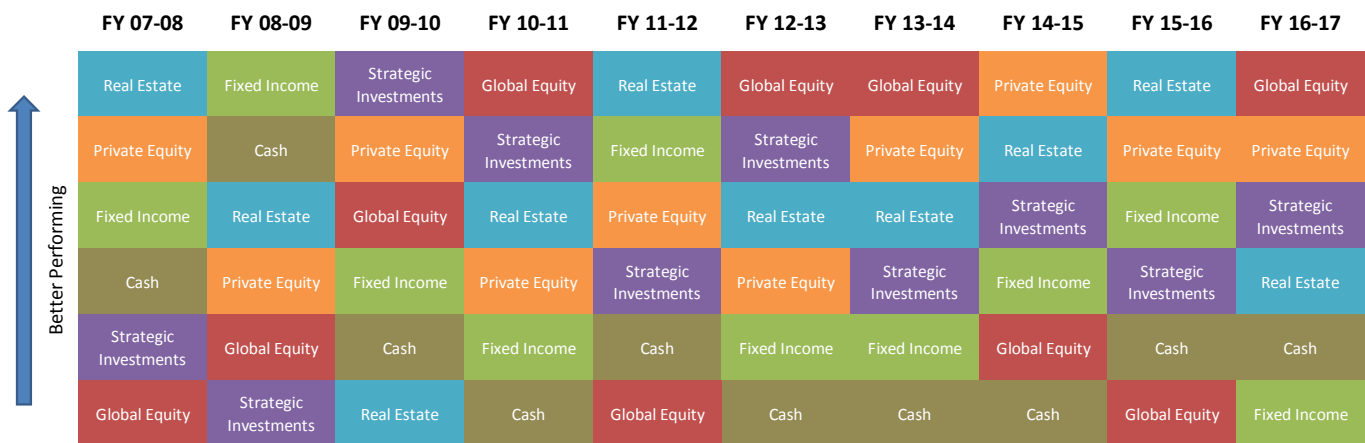 FY 07-08 FY 08-09 FY 09-10 FY 10-11 FY 11-12 FY 12-13 FY 13-14 FY 14-15 FY 15-16 FY 16-17
Real Estate Fixed Income Strategic Investments Global Equity Real Estate Global Equity Global Equity Private Equity Real Estate Global Equity
Private Equity Cash Private Equity Strategic Investments Fixed Income Strategic Investments Private Equity Real Estate Private Equity Private Equity
Fixed Income Real Estate Global Equity Real Estate Private Equity Real Estate Real Estate Strategic Investments Fixed Income Strategic Investments
Cash Private Equity Fixed Income Private Equity Strategic Investments Private Equity Strategic Investments Fixed Income Strategic Investments Real Estate
Strategic Investments Global Equity Cash Fixed Income Cash Fixed Income Fixed Income Global Equity Cash Cash
Global Equity Strategic Investments Real Estate Cash Global Equity Cash Cash Cash Global Equity Fixed Income
Better Performing